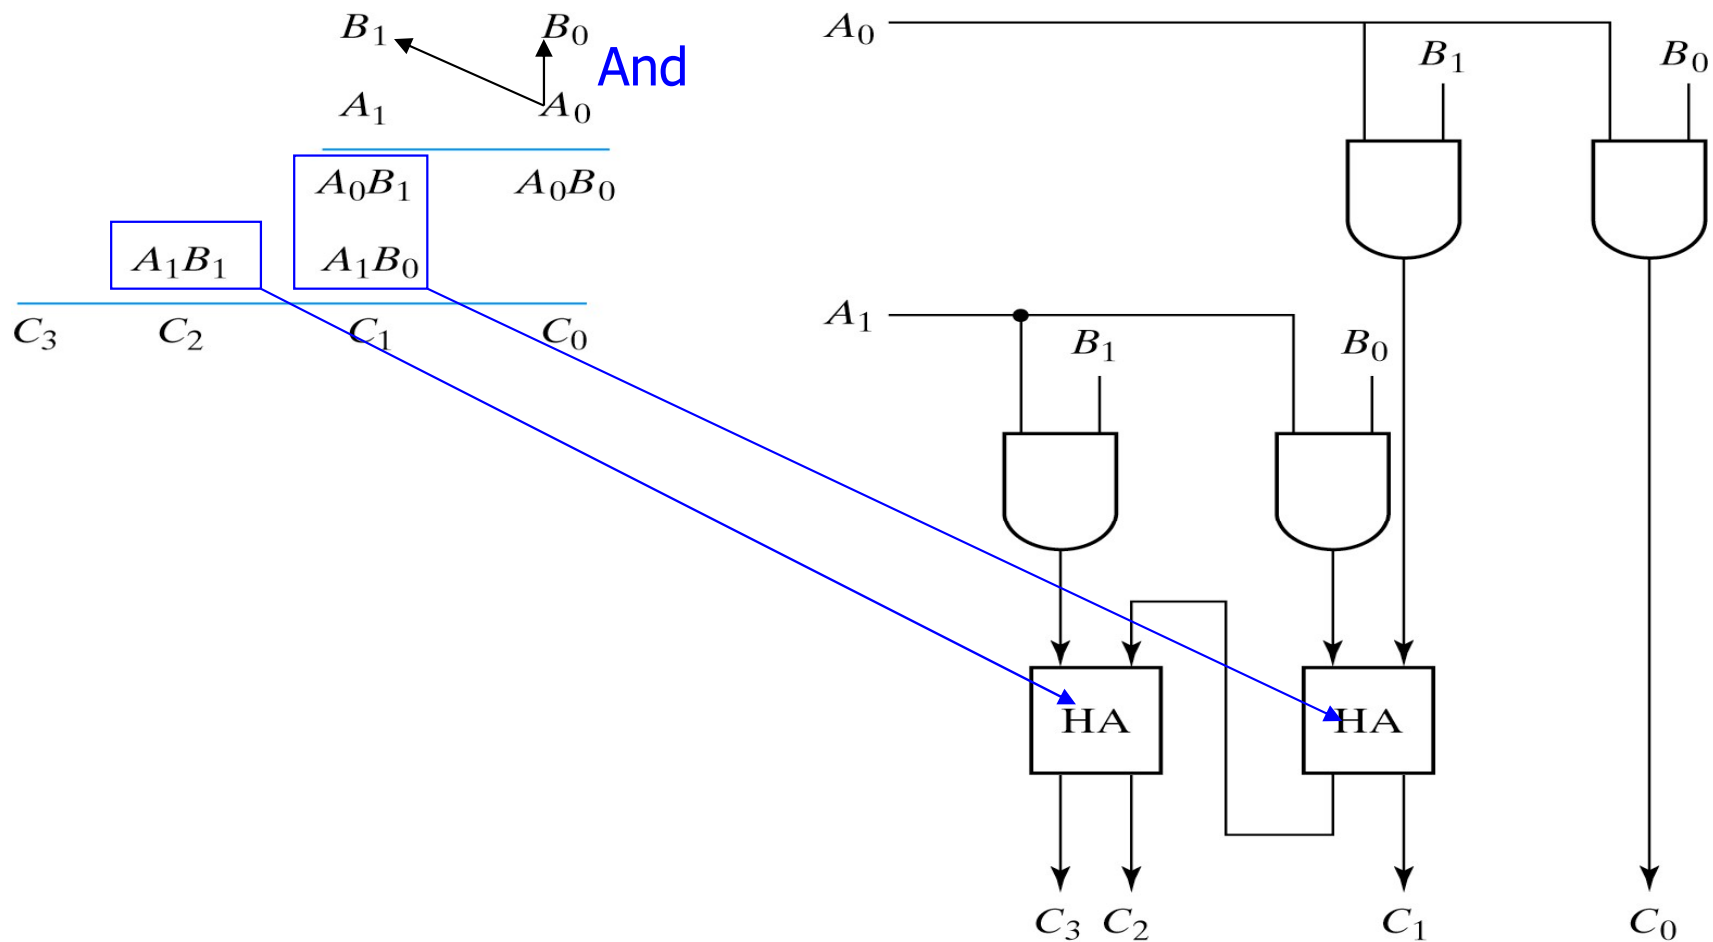 B₁ B₀ And
A₁ A₀
A₀B₁ A₀B₀
A₁B₁ A₁B₀
C₃ C₂ C₁ C₀
A₀
B₁ B₀
A₁
B₁ B₀
HA HA
C₃ C₂ C₁ C₀